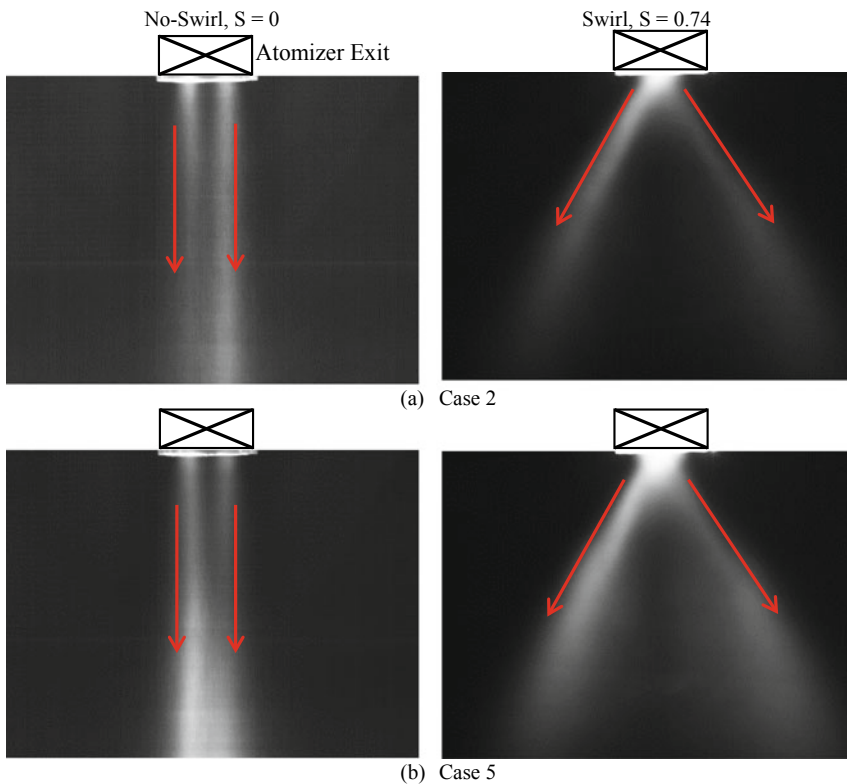 No-Swirl, S = 0
Swirl, S = 0.74
Atomizer Exit
(a) Case 2
(b) Case 5